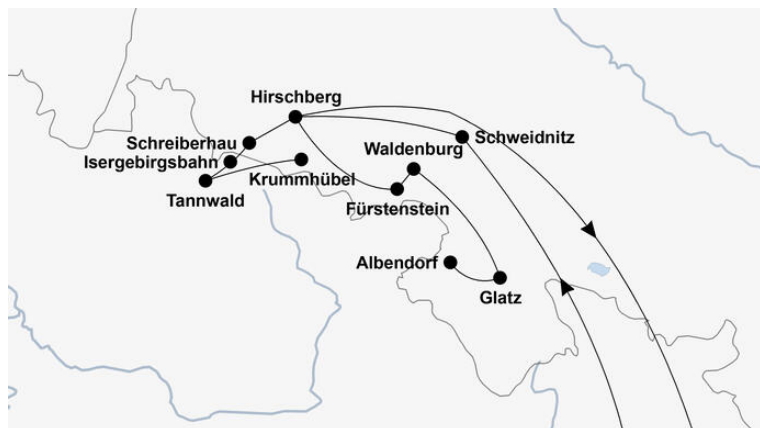 Hirschberg
Schreiberhau
Schweidnitz
Isergebirgsbahn
Waldenburg
Krummhübel
Tannwald
Fürstenstein
Albendorf
Glatz